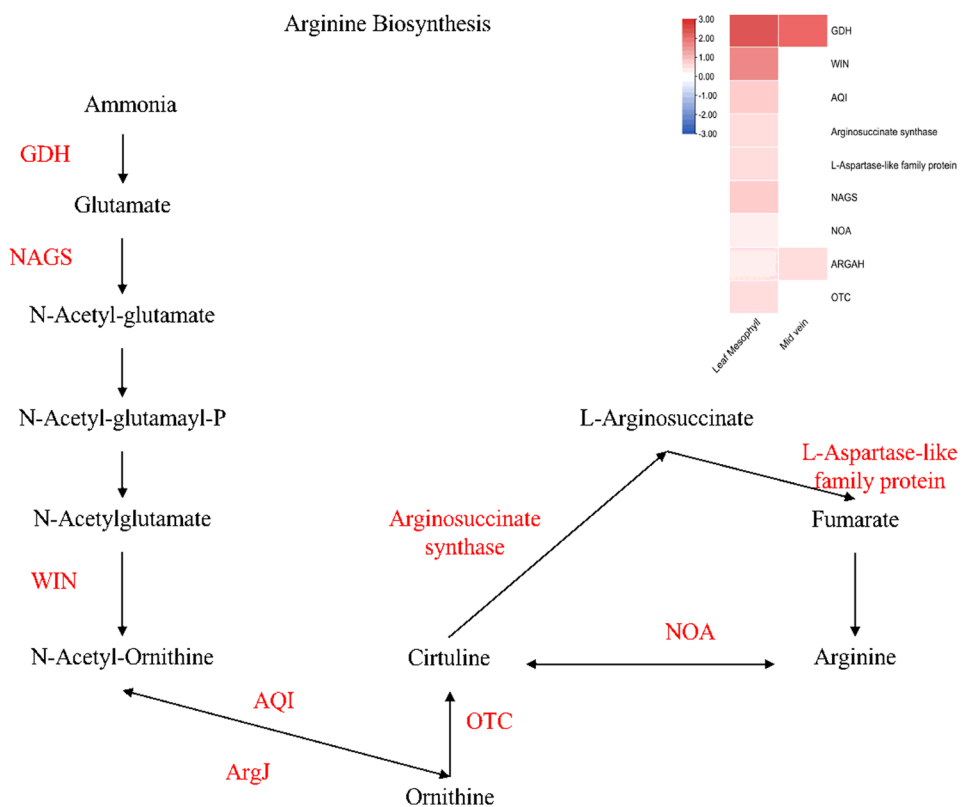 Arginine Biosynthesis
3.00
2.00
1.00
0.00
-1.00
-2.00
-3.00
GDH
WIN
AQI
Arginosuccinate synthase
L-Aspartase-like family protein
NAGS
NOA
ARGAH
OTC
Leaf Mesophyll
Mid vein
Ammonia
GDH
Glutamate
NAGS
N-Acetyl-glutamate
N-Acetyl-glutamayl-P
N-Acetylglutamate
WIN
N-Acetyl-Ornithine
AQI
ArgJ
Ornithine
OTC
Cirtuline
Arginosuccinate
synthase
L-Arginosuccinate
L-Aspartase-like
family protein
Fumarate
NOA
Arginine